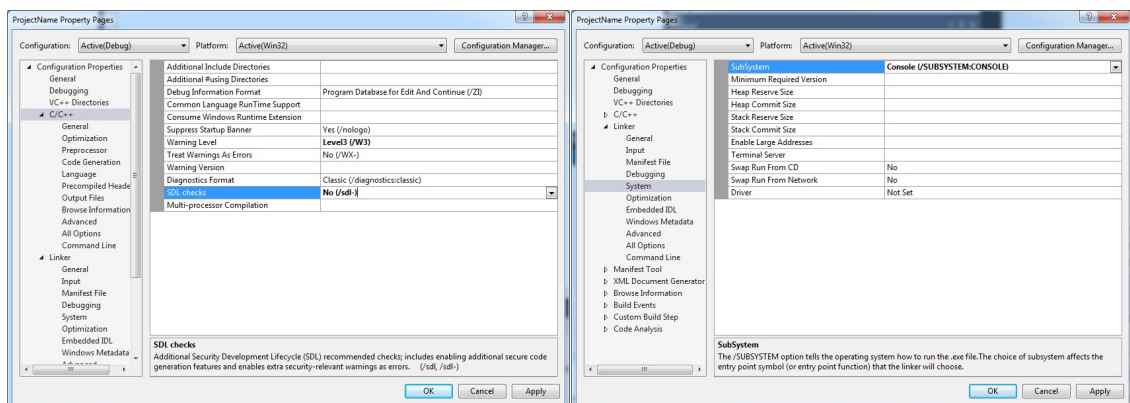 ProjectName Property Pages
Configuration: Active(Debug) Platform: Active(Win32) Configuration Manager...
Configuration Properties
General
Debugging
VC++ Directories
C/C++
General
Optimization
Preprocessor
Code Generation
Language
Precompiled Heade
Output Files
Browse Information
Advanced
All Options
Command Line
Linker
General
Input
Manifest File
Debugging
System
Optimization
Embedded IDL
Windows Metadata
Additional Include Directories
Additional #using Directories
Debug Information Format Program Database for Edit And Continue (/ZI)
Common Language RunTime Support
Consume Windows Runtime Extension
Suppress Startup Banner Yes (/nologo)
Warning Level Level3 (/W3)
Treat Warnings As Errors No (/WX-)
Warning Version
Diagnostics Format Classic (/diagnostics:classic)
SDL checks No (/sdl-)
Multi-processor Compilation
SDL checks
Additional Security Development Lifecycle (SDL) recommended checks; includes enabling additional secure code
generation features and enables extra security-relevant warnings as errors. (/sdl, /sdl-)
OK Cancel Apply
ProjectName Property Pages
Configuration: Active(Debug) Platform: Active(Win32) Configuration Manager...
Configuration Properties
General
Debugging
VC++ Directories
C/C++
Linker
General
Input
Manifest File
Debugging
System
Optimization
Embedded IDL
Windows Metadata
Advanced
All Options
Command Line
Manifest Tool
XML Document Generator
Browse Information
Build Events
Custom Build Step
Code Analysis
SubSystem Console (/SUBSYSTEM:CONSOLE)
Minimum Required Version
Heap Reserve Size
Heap Commit Size
Stack Reserve Size
Stack Commit Size
Enable Large Addresses
Terminal Server
Swap Run From CD No
Swap Run From Network No
Driver Not Set
SubSystem
The /SUBSYSTEM option tells the operating system how to run the .exe file.The choice of subsystem affects the
entry point symbol (or entry point function) that the linker will choose.
OK Cancel Apply